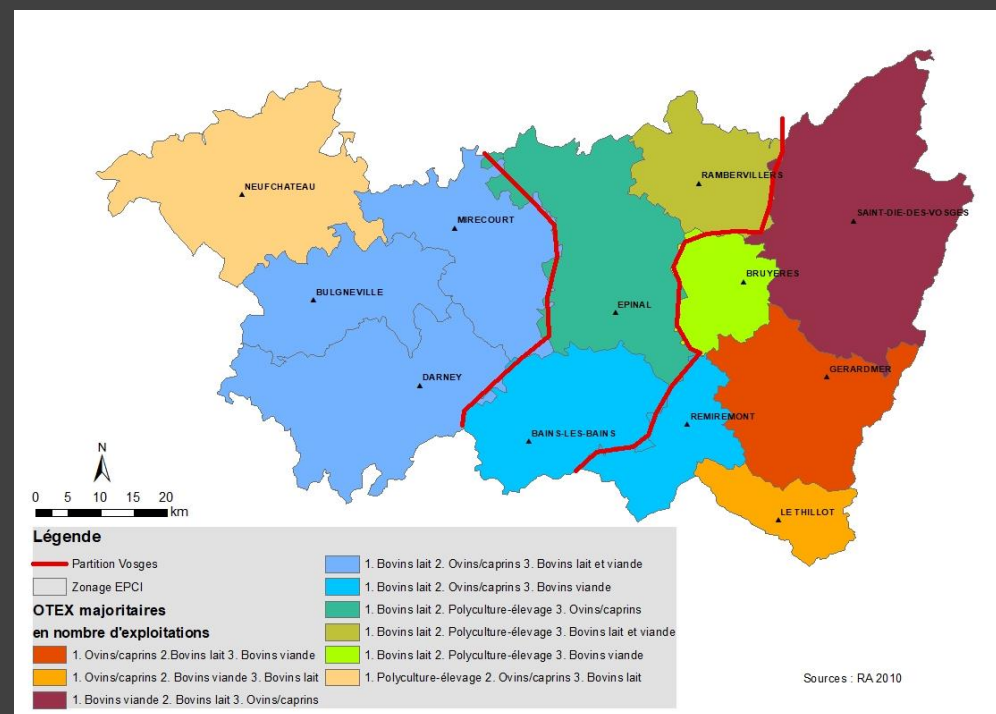 NEUFCHATEAU
RAMBERVILLERS
SAINT-DIE-DES-VOSGES
MIRECOURT
BRUYERES
BULGNEVILLE
EPINAL
GERARDMER
DARNEY
REMIREMONT
BAINS-LES-BAINS
LE THILLOT
N
0 5 10 15 20
km
Légende
Partition Vosges
Zonage EPCI
OTEX majoritaires
en nombre d'exploitations
1. Ovins/caprins 2.Bovins lait 3. Bovins viande
1. Ovins/caprins 2. Bovins viande 3. Bovins lait
1. Bovins viande 2. Bovins lait 3. Ovins/caprins
1. Bovins lait 2. Ovins/caprins 3. Bovins lait et viande
1. Bovins lait 2. Ovins/caprins 3. Bovins viande
1. Bovins lait 2. Polyculture-élevage 3. Ovins/caprins
1. Bovins lait 2. Polyculture-élevage 3. Bovins lait et viande
1. Bovins lait 2. Polyculture-élevage 3. Bovins viande
1. Polyculture-élevage 2. Ovins/caprins 3. Bovins lait
Sources : RA 2010